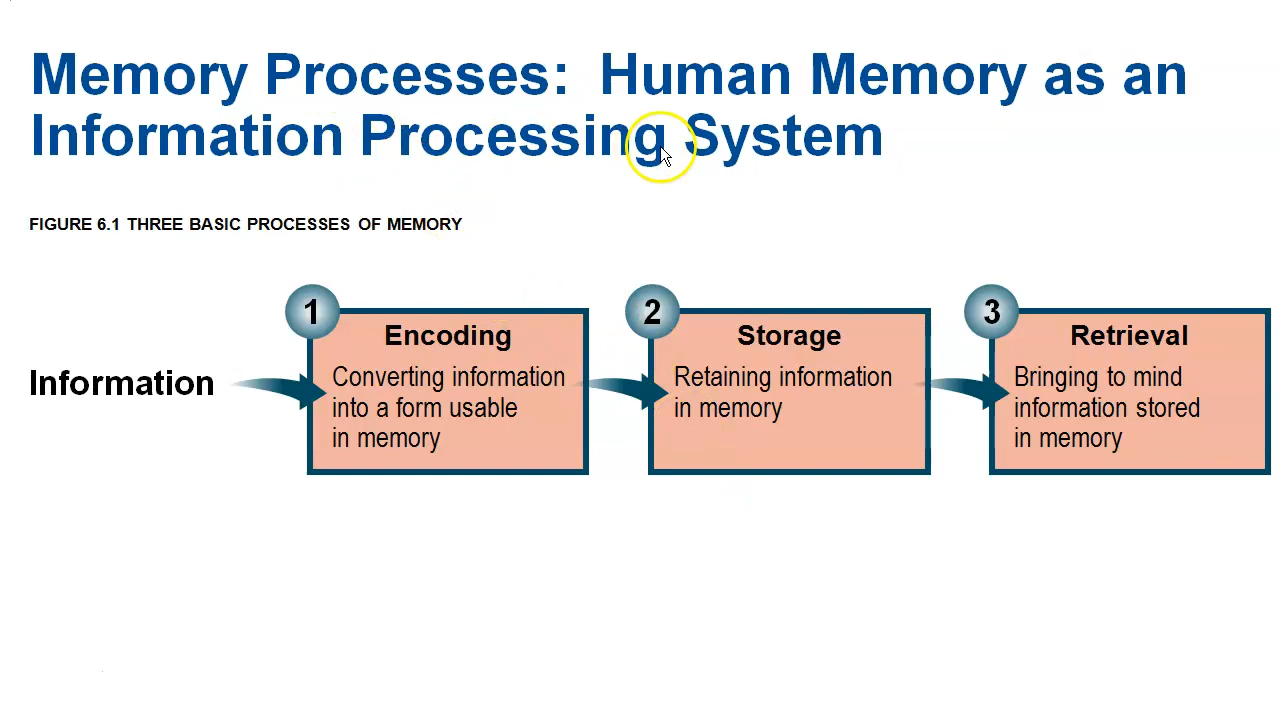 Memory Processes: Human Memory as an
Information Processing System
FIGURE 6.1 THREE BASIC PROCESSES OF MEMORY
Information
1
Encoding
Converting information
into a form usable
in memory
2
Storage
Retaining information
in memory
3
Retrieval
Bringing to mind
information stored
in memory